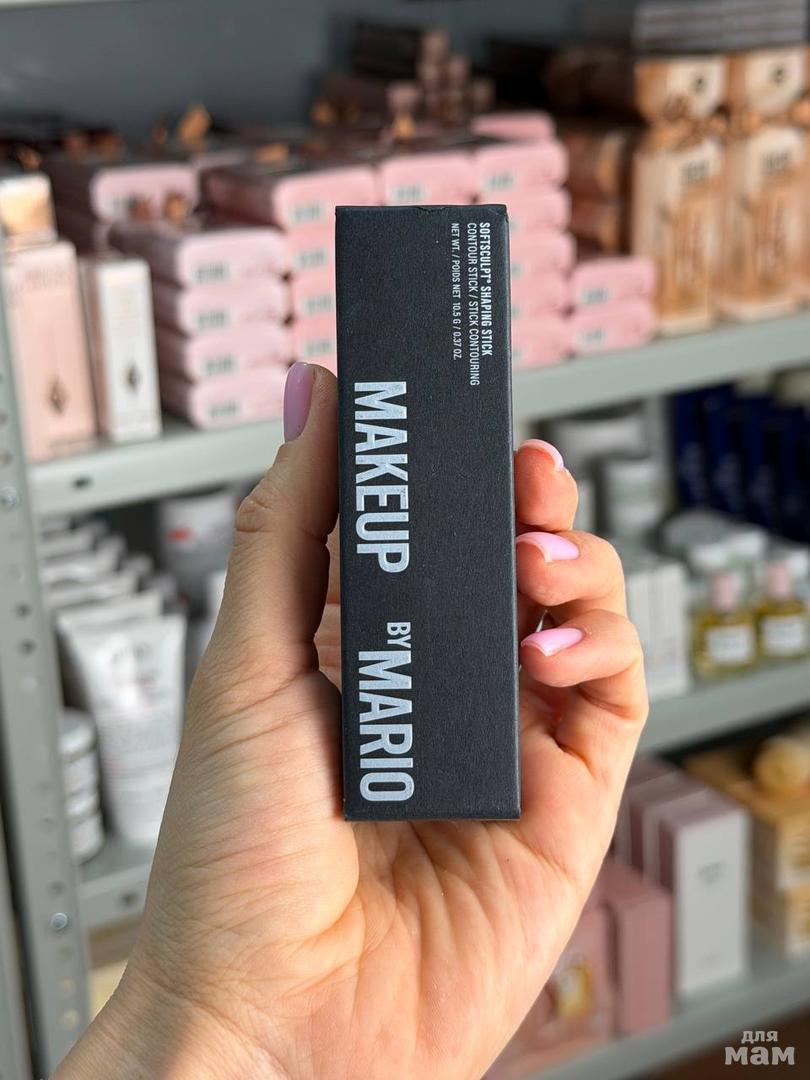 SOFTSCULPT® SHAPING STICK
CONTOUR STICK / STICK CONTOURING
NET WT. / POIDS NET 10.5 G / 0.37 OZ.
MAKEUP
BY MARIO
для
мам